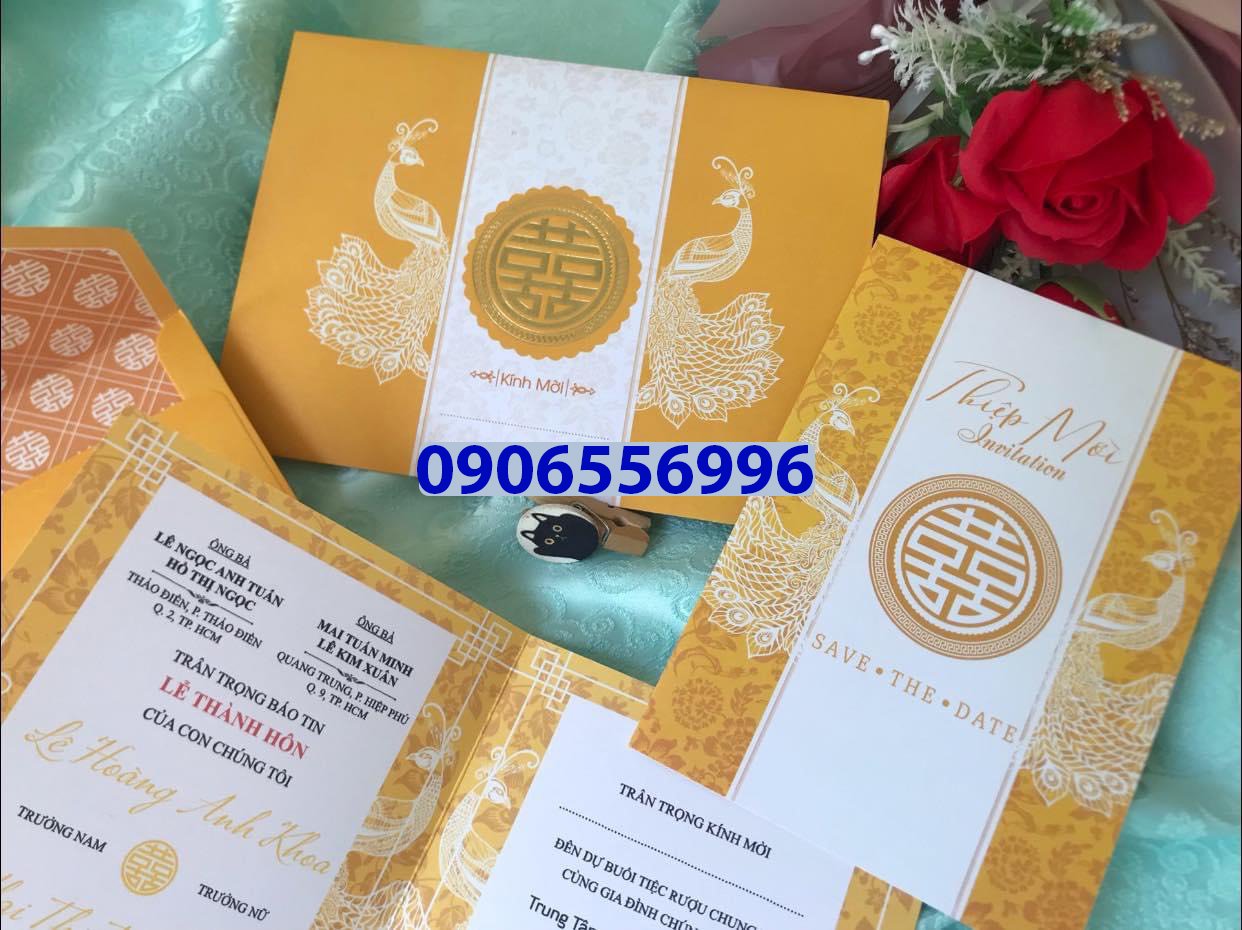 Kính Mời
0906556996
Thiệp Mời
Invitation
SAVE • THE • DATE
ÔNG BÀ
LÊ NGỌC ANH TUẤN
HỒ THỊ NGỌC
THẢO ĐIỀN, P. THẢO ĐIỀN
Q. 2, TP. HCM
ÔNG BÀ
MAI TUẤN MINH
LÊ KIM XUÂN
QUANG TRUNG, P. HIỆP PHÚ
Q. 9, TP. HCM
TRÂN TRỌNG BÁO TIN
LỄ THÀNH HÔN
CỦA CON CHÚNG TÔI
Lê Hoàng Anh Khoa
TRƯỞNG NAM
囍
TRƯỞNG NỮ
TRÂN TRỌNG KÍNH MỜI
ĐẾN DỰ BUỔI TIỆC RƯỢU CHUNG
CÙNG GIA ĐÌNH
Trung